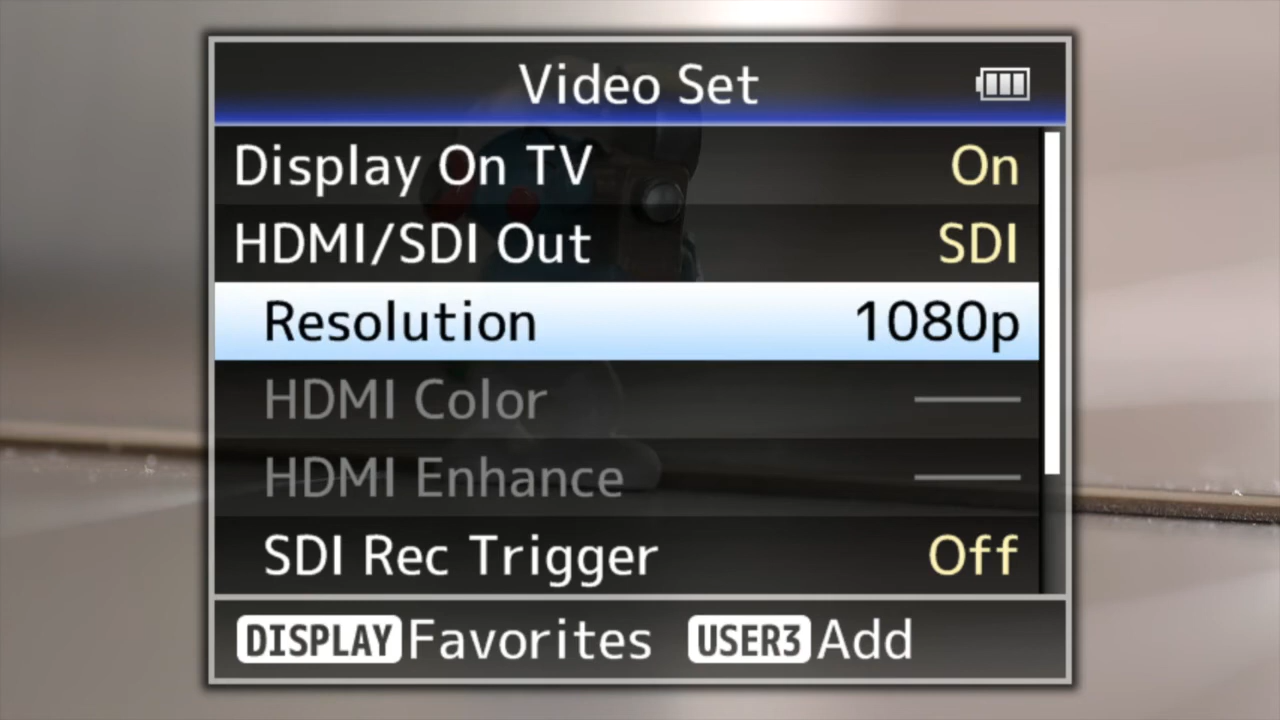 Video Set
Display On TV On
HDMI/SDI Out SDI
Resolution 1080p
HDMI Color ———
HDMI Enhance ———
SDI Rec Trigger Off
DISPLAY Favorites USER3 Add